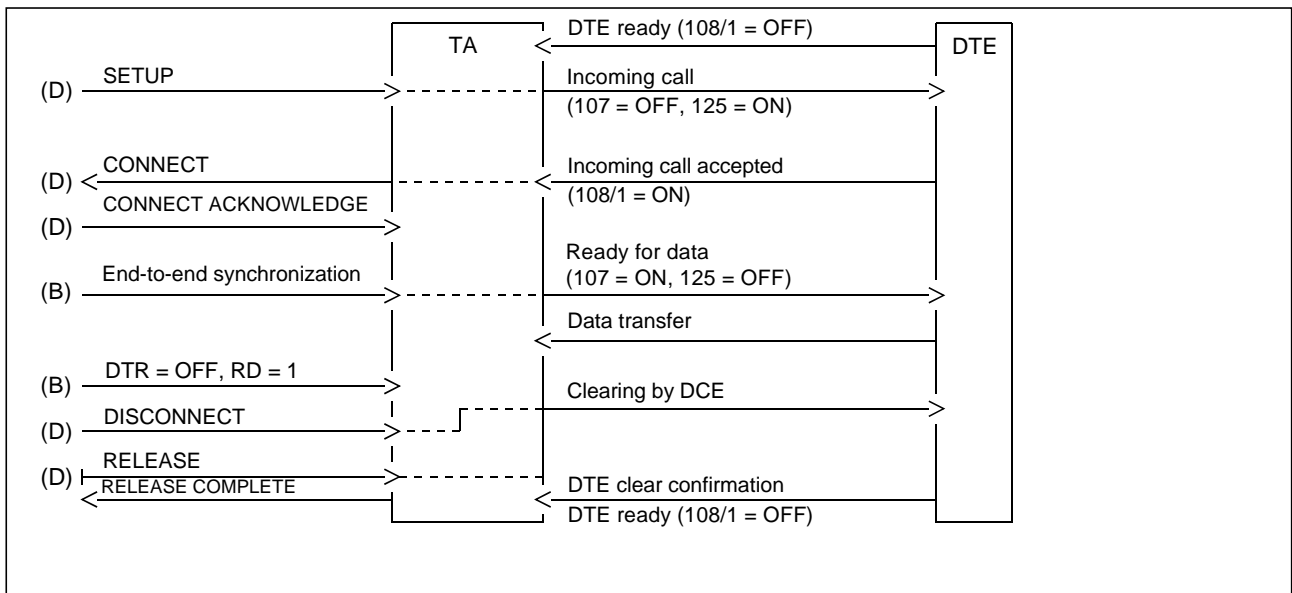 DTE ready (108/1 = OFF)
TA
DTE
(D) SETUP
Incoming call
(107 = OFF, 125 = ON)
(D) CONNECT
Incoming call accepted
(108/1 = ON)
(D) CONNECT ACKNOWLEDGE
(B) End-to-end synchronization
Ready for data
(107 = ON, 125 = OFF)
Data transfer
(B) DTR = OFF, RD = 1
Clearing by DCE
(D) DISCONNECT
(D) RELEASE
RELEASE COMPLETE
DTE clear confirmation
DTE ready (108/1 = OFF)